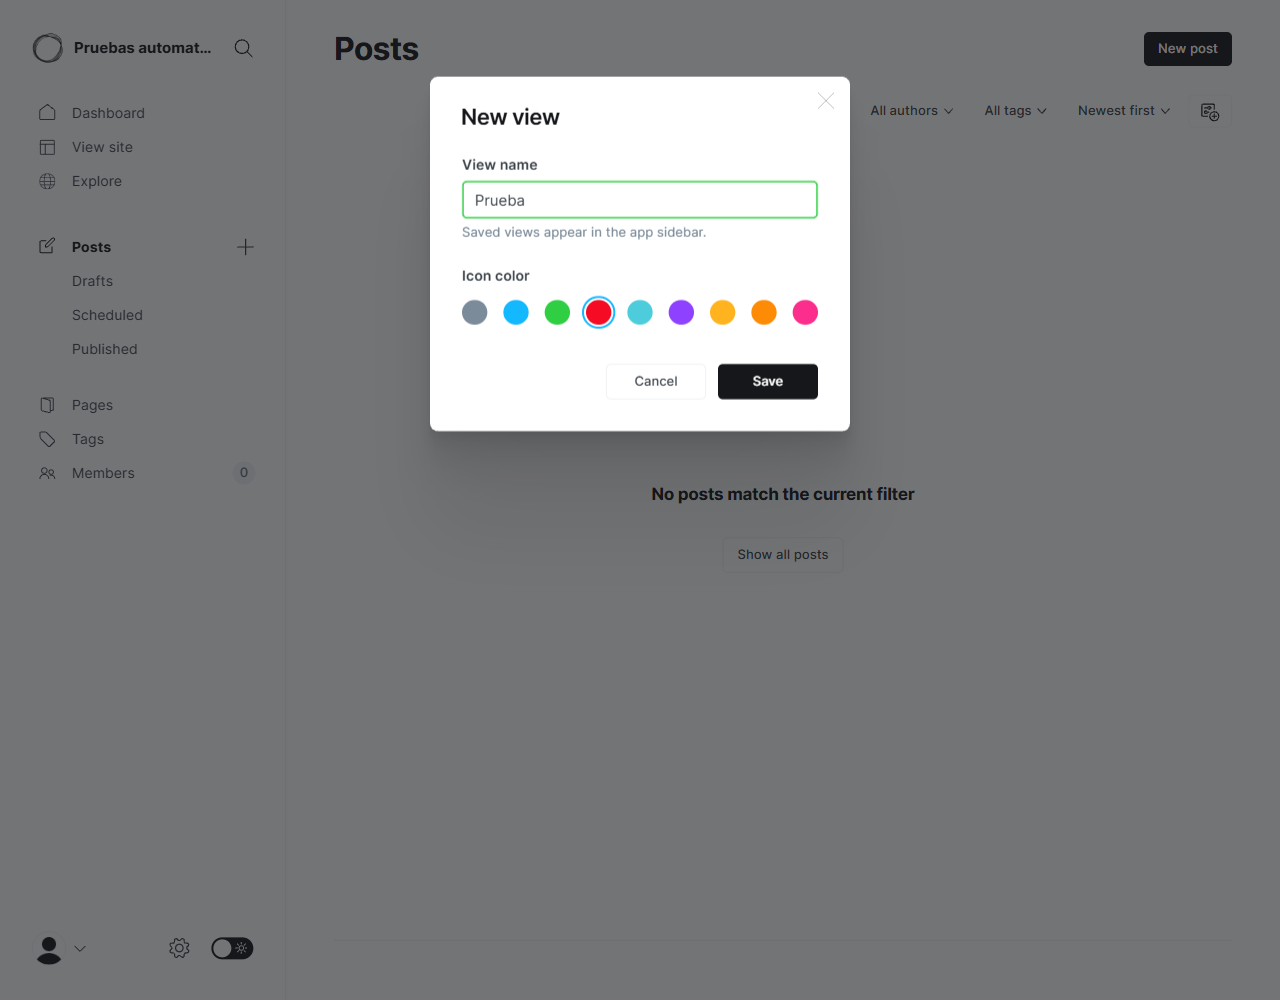 Pruebas automat...
Dashboard
View site
Explore
Posts
Drafts
Scheduled
Published
Pages
Tags
Members 0
Posts
New post
All authors
All tags
Newest first
New view
View name
Prueba
Saved views appear in the app sidebar.
Icon color
Cancel
Save
No posts match the current filter
Show all posts